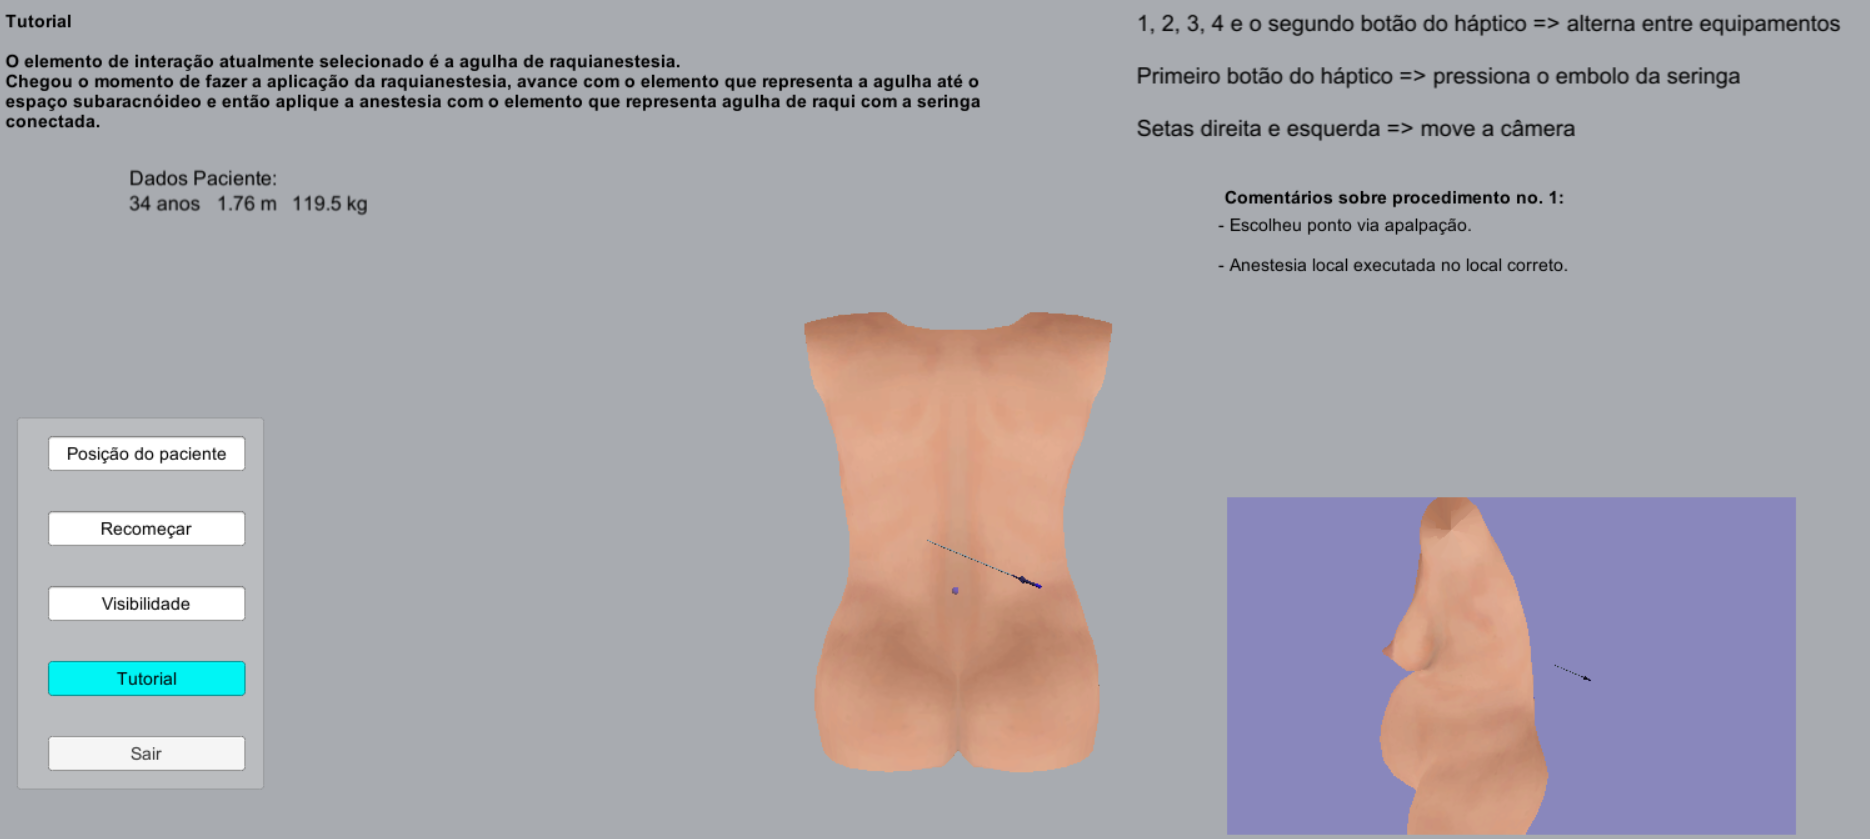 Tutorial
O elemento de interação atualmente selecionado é a agulha de raquianestesia.
Chegou o momento de fazer a aplicação da raquianestesia, avance com o elemento que representa a agulha até o
espaço subaracnóideo e então aplique a anestesia com o elemento que representa agulha de raqui com a seringa
conectada.
Dados Paciente:
34 anos 1.76 m 119.5 kg
1, 2, 3, 4 e o segundo botão do háptico => alterna entre equipamentos
Primeiro botão do háptico => pressiona o embolo da seringa
Setas direita e esquerda => move a câmera
Comentários sobre procedimento no. 1:
- Escolheu ponto via apalpação.
- Anestesia local executada no local correto.
Posição do paciente
Recomeçar
Visibilidade
Tutorial
Sair